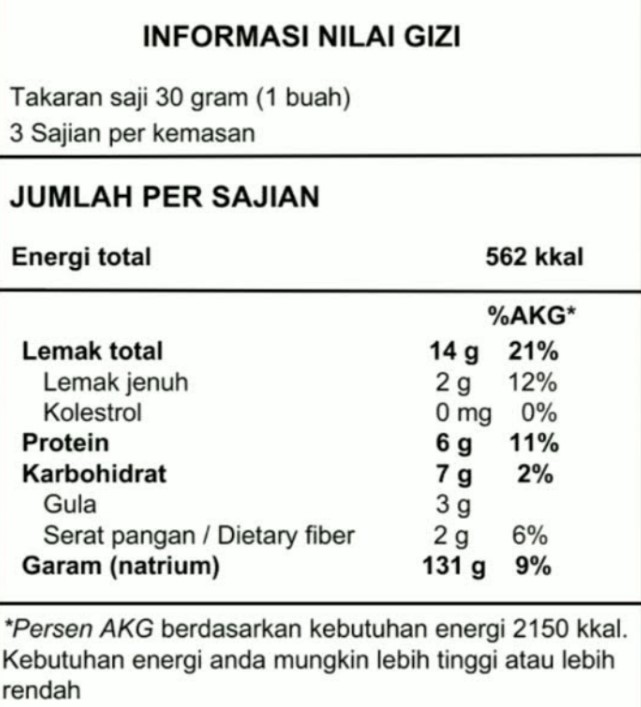 INFORMASI NILAI GIZI
Takaran saji 30 gram (1 buah)
3 Sajian per kemasan
JUMLAH PER SAJIAN
Energi total 562 kkal
%AKG*
Lemak total 14 g 21%
Lemak jenuh 2 g 12%
Kolestrol 0 mg 0%
Protein 6 g 11%
Karbohidrat 7 g 2%
Gula 3 g
Serat pangan / Dietary fiber 2 g 6%
Garam (natrium) 131 g 9%
*Persen AKG berdasarkan kebutuhan energi 2150 kkal.
Kebutuhan energi anda mungkin lebih tinggi atau lebih
rendah